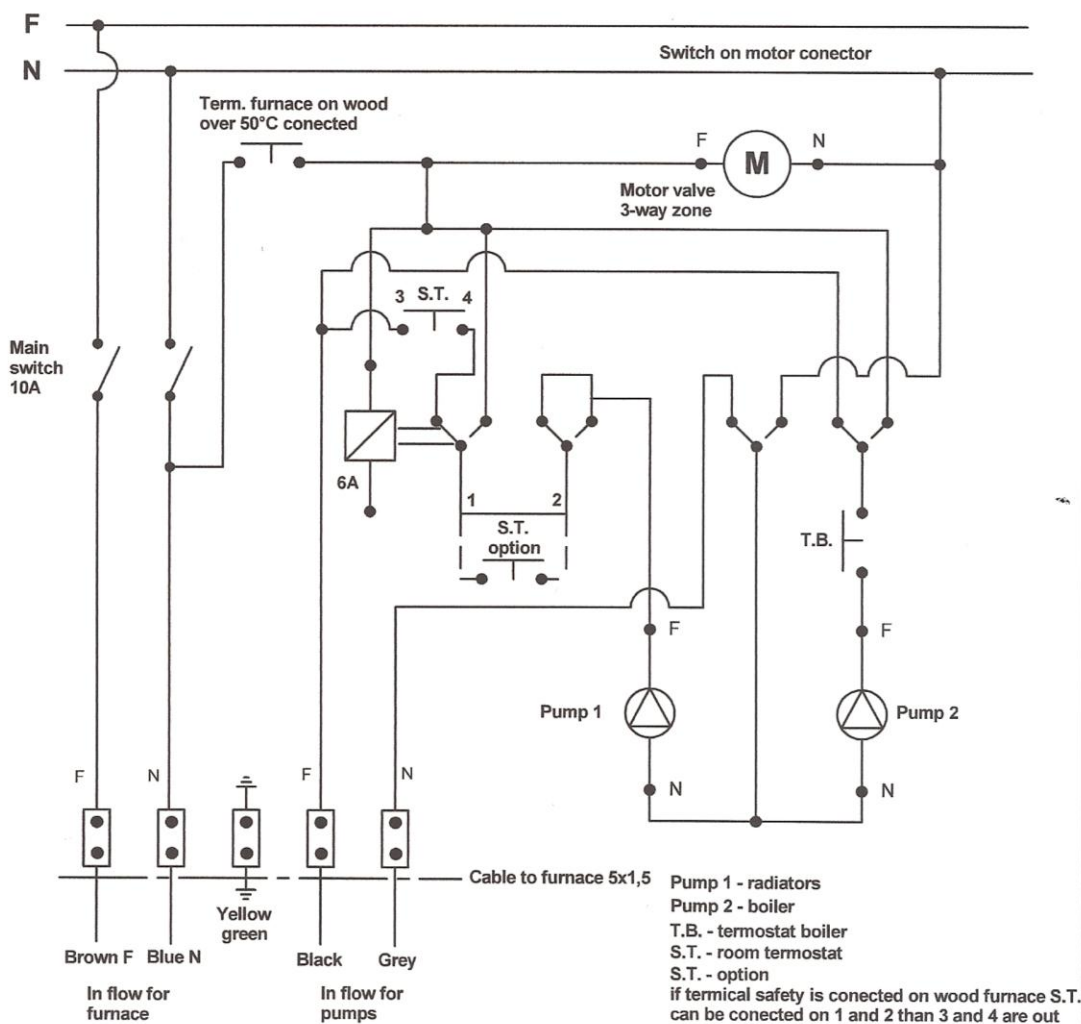 F
N
Switch on motor conector
Term. furnace on wood
over 50°C conected
F
N
M
Motor valve
3-way zone
3 S.T. 4
Main
switch
10A
6A
1
2
S.T.
option
T.B.
F
F
Pump 1
Pump 2
F
N
F
N
N
N
Cable to furnace 5x1,5
Yellow
green
Brown F
Blue N
Black
Grey
In flow for
furnace
In flow for
pumps
Pump 1 - radiators
Pump 2 - boiler
T.B. - termostat boiler
S.T. - room termostat
S.T. - option
if termical safety is conected on wood furnace S.T.
can be conected on 1 and 2 than 3 and 4 are out